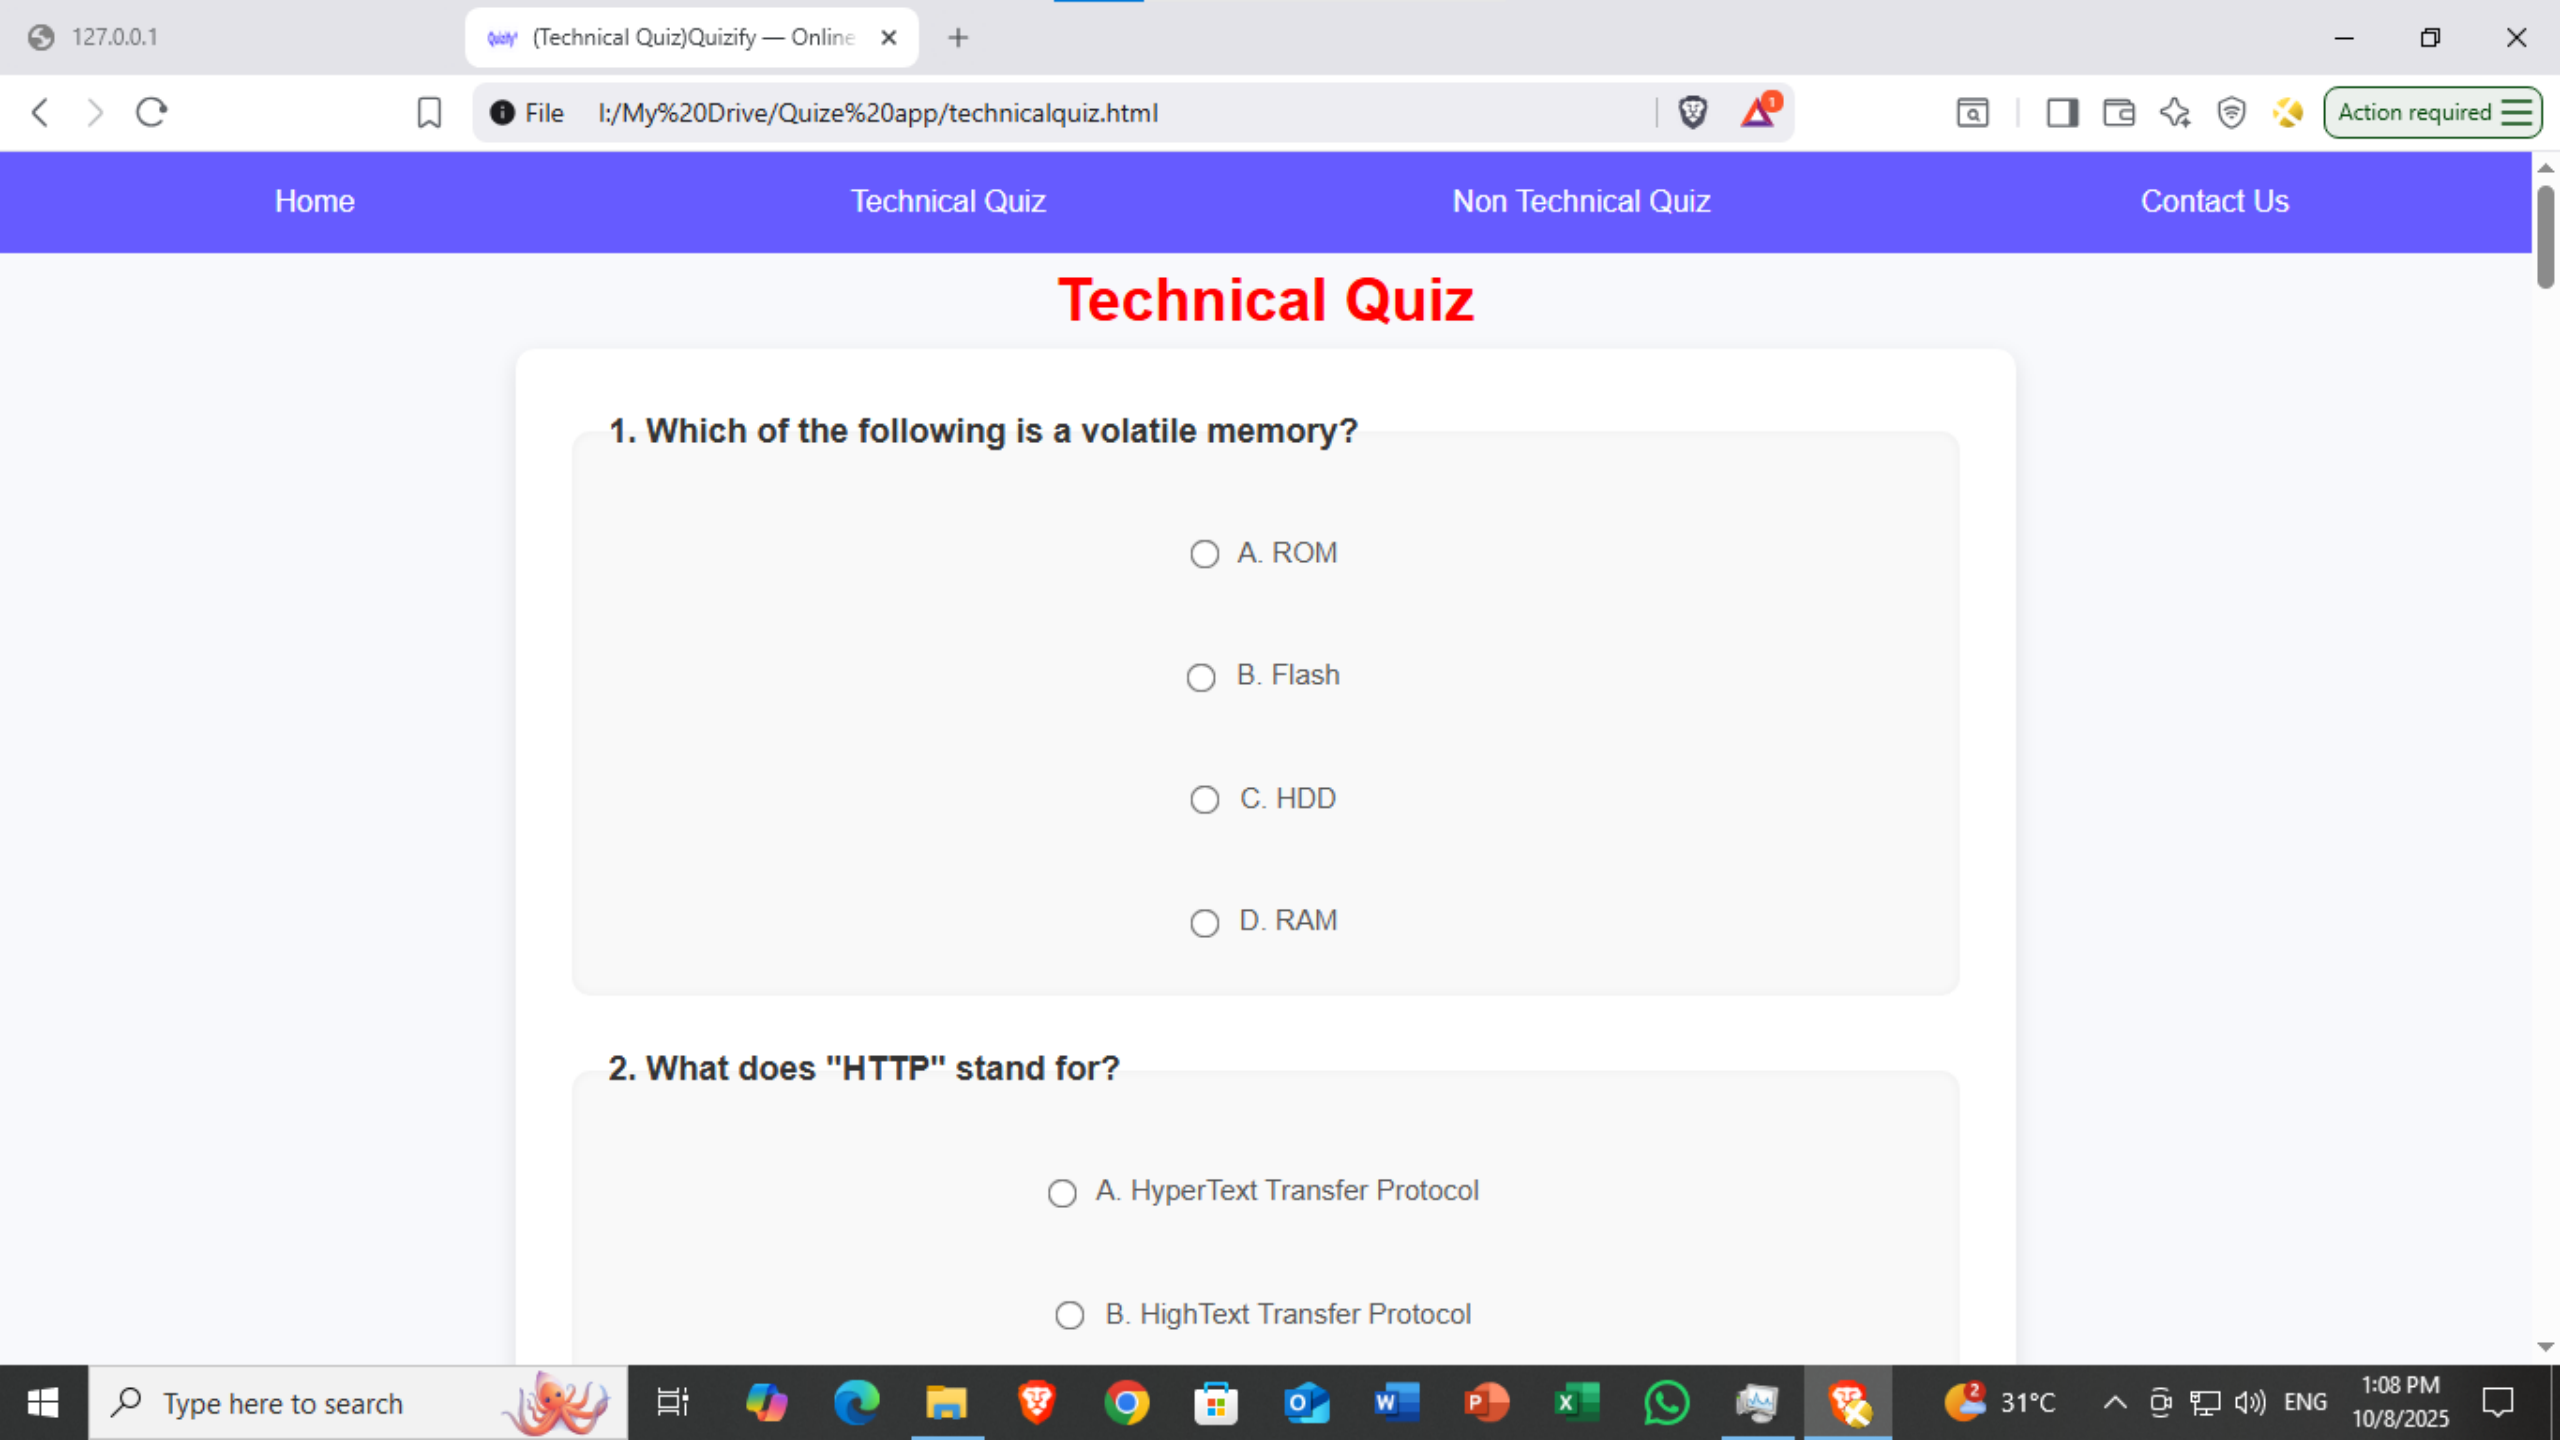 127.0.0.1
Quizify (Technical Quiz)Quizify — Online
File I:/My%20Drive/Quize%20app/technicalquiz.html
1
Action required
Home Technical Quiz Non Technical Quiz Contact Us
Technical Quiz
1. Which of the following is a volatile memory?
A. ROM
B. Flash
C. HDD
D. RAM
2. What does "HTTP" stand for?
A. HyperText Transfer Protocol
B. HighText Transfer Protocol
Type here to search
2 31°C ENG 1:08 PM
10/8/2025